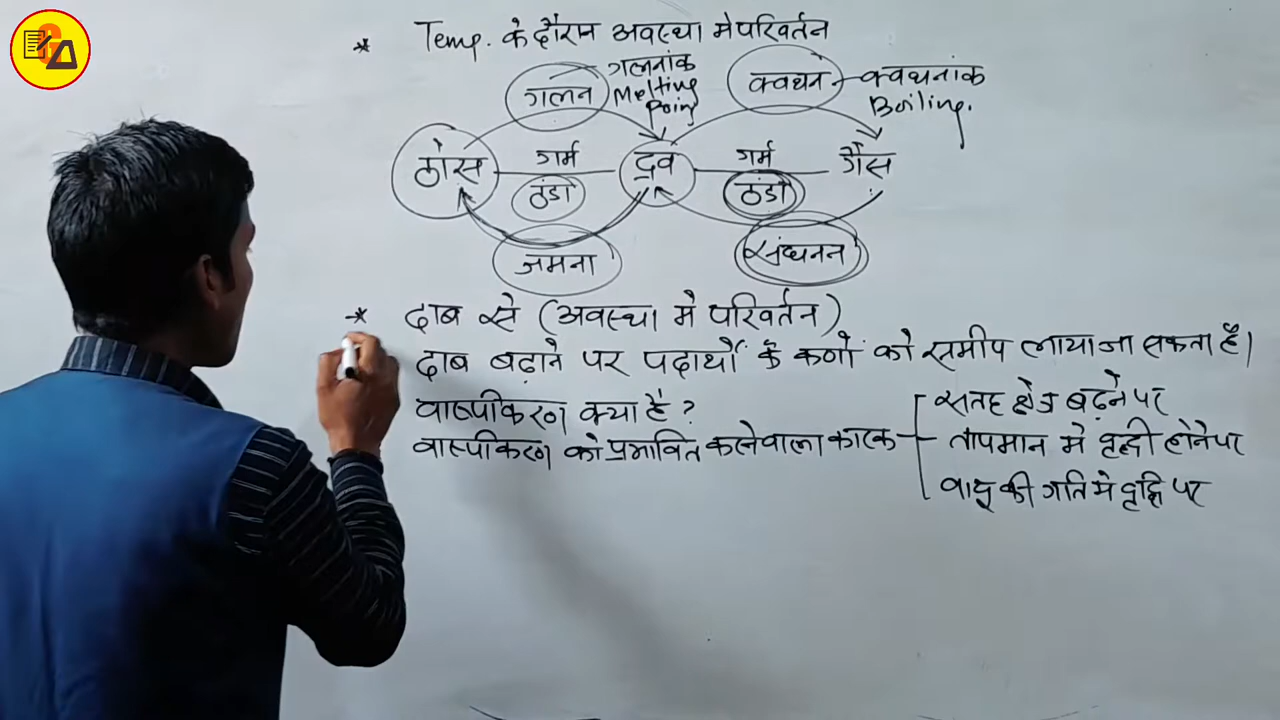 * Temp. के दौरान अवस्था मे परिवर्तन
गलन
गलनांक
Melting
Point
क्वथन
क्वथनांक
Boiling.
ठोस
गर्म
ठंडा
द्रव
गर्म
ठंडा
गैस
जमना
संघनन
* दाब से (अवस्था मे परिवर्तन)
दाब बढ़ाने पर पदार्थों के कणों को समीप लाया जा सकता है।
वाष्पीकरण क्या है ?
वास्पीकरण को प्रभावित करनेवाला कारक
सतह क्षेत्र बढ़ने पर
तापमान मे वृद्धी होने पर
वायु की गति मे वृद्धि पर